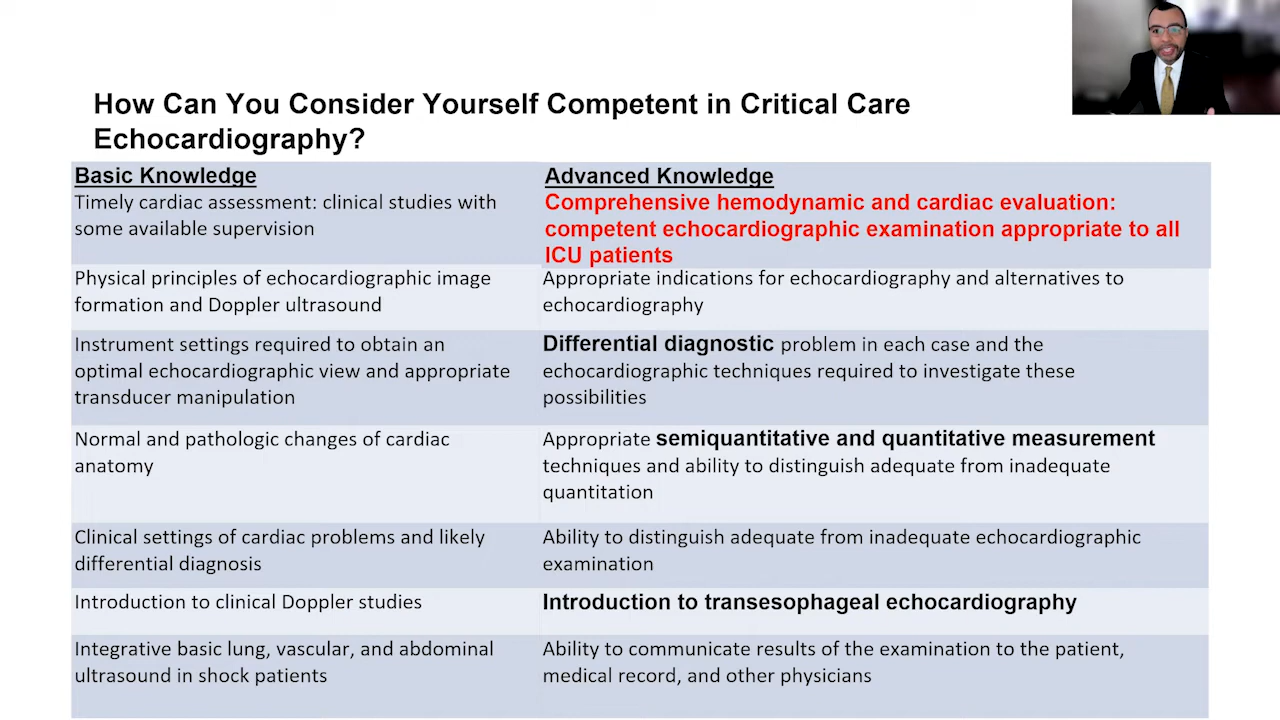 How Can You Consider Yourself Competent in Critical Care
Echocardiography?
Basic Knowledge
Timely cardiac assessment: clinical studies with
some available supervision
Advanced Knowledge
Comprehensive hemodynamic and cardiac evaluation:
competent echocardiographic examination appropriate to all
ICU patients
Physical principles of echocardiographic image
formation and Doppler ultrasound
Appropriate indications for echocardiography and alternatives to
echocardiography
Instrument settings required to obtain an
optimal echocardiographic view and appropriate
transducer manipulation
Differential diagnostic problem in each case and the
echocardiographic techniques required to investigate these
possibilities
Normal and pathologic changes of cardiac
anatomy
Appropriate semiquantitative and quantitative measurement
techniques and ability to distinguish adequate from inadequate
quantitation
Clinical settings of cardiac problems and likely
differential diagnosis
Ability to distinguish adequate from inadequate echocardiographic
examination
Introduction to clinical Doppler studies
Introduction to transesophageal echocardiography
Integrative basic lung, vascular, and abdominal
ultrasound in shock patients
Ability to communicate results of the examination to the patient,
medical record, and other physicians